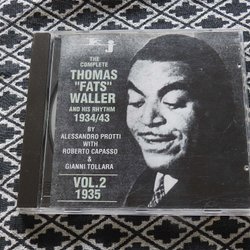 THE
COMPLETE
THOMAS
"FATS"
WALLER
AND HIS RHYTHM
1934/43
BY
ALESSANDRO PROTTI
WITH
ROBERTO CAPASSO
&
GIANNI TOLLARA
VOL.2
1935